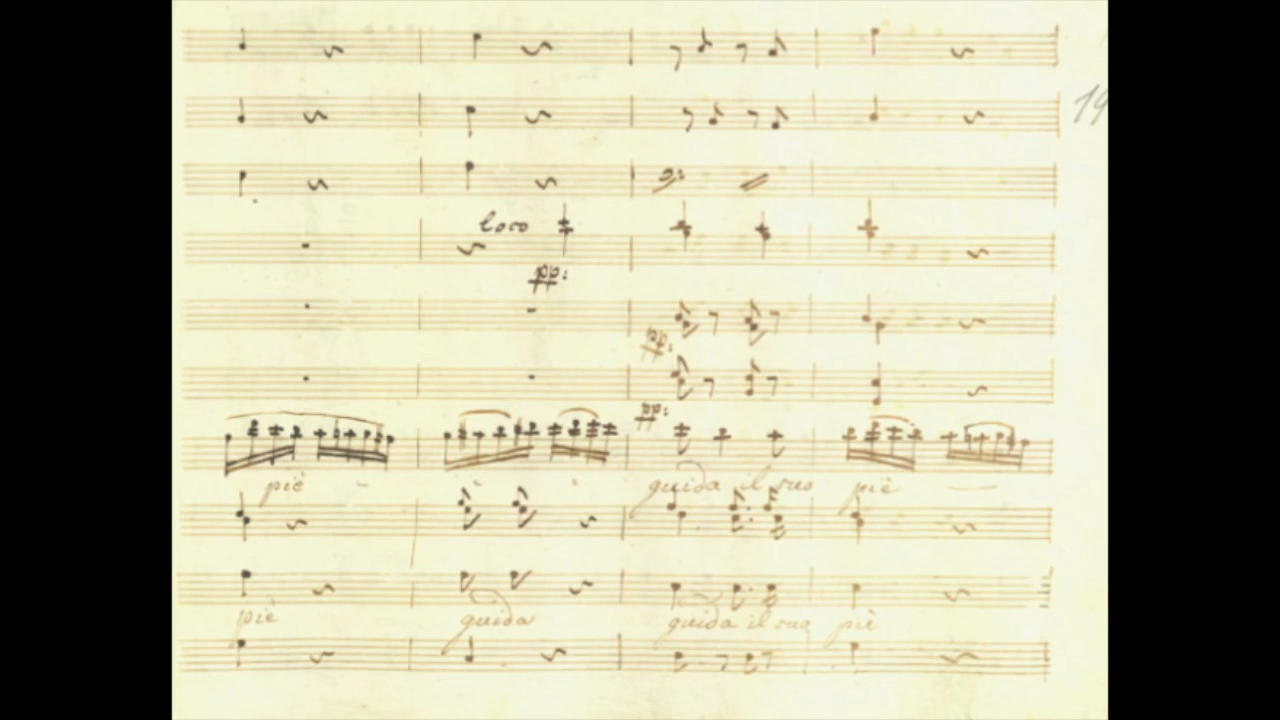 19
loco
pp:
pp:
pp:
piè
guida il suo piè
piè guida guida il suo piè